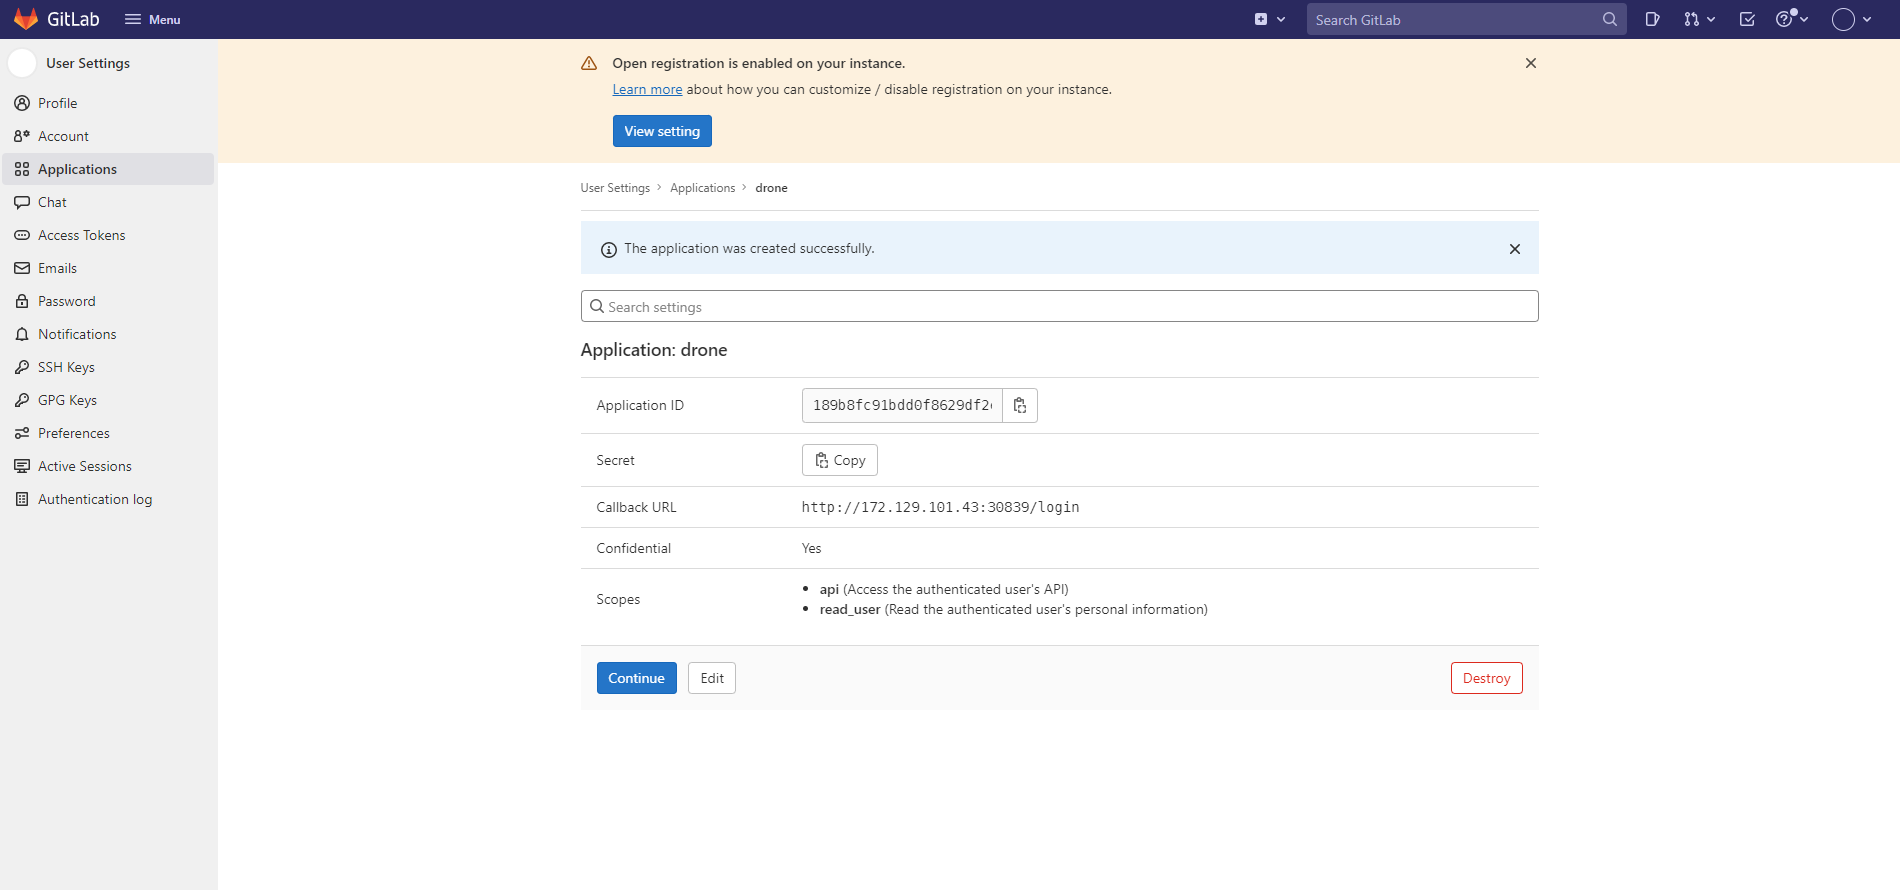 GitLab
Menu
Search GitLab
User Settings
Profile
Account
Applications
Chat
Access Tokens
Emails
Password
Notifications
SSH Keys
GPG Keys
Preferences
Active Sessions
Authentication log
Open registration is enabled on your instance.
Learn more about how you can customize / disable registration on your instance.
View setting
User Settings > Applications > drone
The application was created successfully.
Search settings
Application: drone
Application ID 189b8fc91bdd0f8629df2
Secret Copy
Callback URL http://172.129.101.43:30839/login
Confidential Yes
Scopes
• api (Access the authenticated user's API)
• read_user (Read the authenticated user's personal information)
Continue Edit Destroy